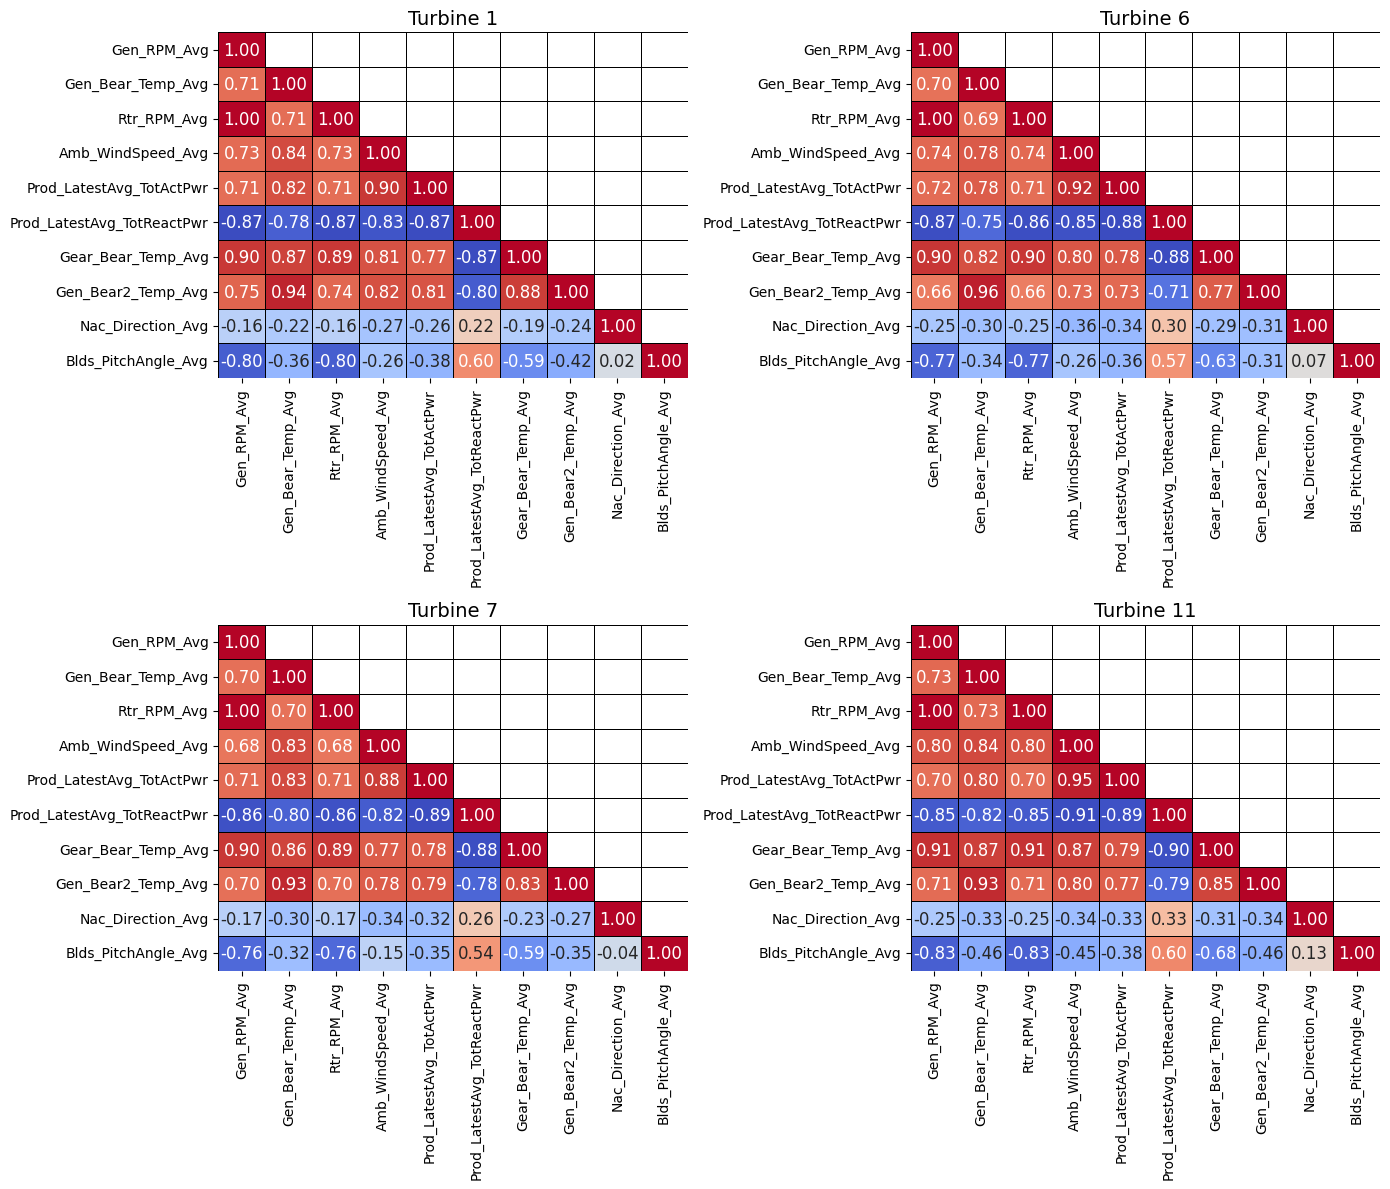 Turbine 1
Gen_RPM_Avg 1.00
Gen_Bear_Temp_Avg 0.71 1.00
Rtr_RPM_Avg 1.00 0.71 1.00
Amb_WindSpeed_Avg 0.73 0.84 0.73 1.00
Prod_LatestAvg_TotActPwr 0.71 0.82 0.71 0.90 1.00
Prod_LatestAvg_TotReactPwr -0.87 -0.78 -0.87 -0.83 -0.87 1.00
Gear_Bear_Temp_Avg 0.90 0.87 0.89 0.81 0.77 -0.87 1.00
Gen_Bear2_Temp_Avg 0.75 0.94 0.74 0.82 0.81 -0.80 0.88 1.00
Nac_Direction_Avg -0.16 -0.22 -0.16 -0.27 -0.26 0.22 -0.19 -0.24 1.00
Blds_PitchAngle_Avg -0.80 -0.36 -0.80 -0.26 -0.38 0.60 -0.59 -0.42 0.02 1.00
Gen_RPM_Avg
Gen_Bear_Temp_Avg
Rtr_RPM_Avg
Amb_WindSpeed_Avg
Prod_LatestAvg_TotActPwr
Prod_LatestAvg_TotReactPwr
Gear_Bear_Temp_Avg
Gen_Bear2_Temp_Avg
Nac_Direction_Avg
Blds_PitchAngle_Avg
Turbine 6
Gen_RPM_Avg 1.00
Gen_Bear_Temp_Avg 0.70 1.00
Rtr_RPM_Avg 1.00 0.69 1.00
Amb_WindSpeed_Avg 0.74 0.78 0.74 1.00
Prod_LatestAvg_TotActPwr 0.72 0.78 0.71 0.92 1.00
Prod_LatestAvg_TotReactPwr -0.87 -0.75 -0.86 -0.85 -0.88 1.00
Gear_Bear_Temp_Avg 0.90 0.82 0.90 0.80 0.78 -0.88 1.00
Gen_Bear2_Temp_Avg 0.66 0.96 0.66 0.73 0.73 -0.71 0.77 1.00
Nac_Direction_Avg -0.25 -0.30 -0.25 -0.36 -0.34 0.30 -0.29 -0.31 1.00
Blds_PitchAngle_Avg -0.77 -0.34 -0.77 -0.26 -0.36 0.57 -0.63 -0.31 0.07 1.00
Gen_RPM_Avg
Gen_Bear_Temp_Avg
Rtr_RPM_Avg
Amb_WindSpeed_Avg
Prod_LatestAvg_TotActPwr
Prod_LatestAvg_TotReactPwr
Gear_Bear_Temp_Avg
Gen_Bear2_Temp_Avg
Nac_Direction_Avg
Blds_PitchAngle_Avg
Turbine 7
Gen_RPM_Avg 1.00
Gen_Bear_Temp_Avg 0.70 1.00
Rtr_RPM_Avg 1.00 0.70 1.00
Amb_WindSpeed_Avg 0.68 0.83 0.68 1.00
Prod_LatestAvg_TotActPwr 0.71 0.83 0.71 0.88 1.00
Prod_LatestAvg_TotReactPwr -0.86 -0.80 -0.86 -0.82 -0.89 1.00
Gear_Bear_Temp_Avg 0.90 0.86 0.89 0.77 0.78 -0.88 1.00
Gen_Bear2_Temp_Avg 0.70 0.93 0.70 0.78 0.79 -0.78 0.83 1.00
Nac_Direction_Avg -0.17 -0.30 -0.17 -0.34 -0.32 0.26 -0.23 -0.27 1.00
Blds_PitchAngle_Avg -0.76 -0.32 -0.76 -0.15 -0.35 0.54 -0.59 -0.35 -0.04 1.00
Gen_RPM_Avg
Gen_Bear_Temp_Avg
Rtr_RPM_Avg
Amb_WindSpeed_Avg
Prod_LatestAvg_TotActPwr
Prod_LatestAvg_TotReactPwr
Gear_Bear_Temp_Avg
Gen_Bear2_Temp_Avg
Nac_Direction_Avg
Blds_PitchAngle_Avg
Turbine 11
Gen_RPM_Avg 1.00
Gen_Bear_Temp_Avg 0.73 1.00
Rtr_RPM_Avg 1.00 0.73 1.00
Amb_WindSpeed_Avg 0.80 0.84 0.80 1.00
Prod_LatestAvg_TotActPwr 0.70 0.80 0.70 0.95 1.00
Prod_LatestAvg_TotReactPwr -0.85 -0.82 -0.85 -0.91 -0.89 1.00
Gear_Bear_Temp_Avg 0.91 0.87 0.91 0.87 0.79 -0.90 1.00
Gen_Bear2_Temp_Avg 0.71 0.93 0.71 0.80 0.77 -0.79 0.85 1.00
Nac_Direction_Avg -0.25 -0.33 -0.25 -0.34 -0.33 0.33 -0.31 -0.34 1.00
Blds_PitchAngle_Avg -0.83 -0.46 -0.83 -0.45 -0.38 0.60 -0.68 -0.46 0.13 1.00
Gen_RPM_Avg
Gen_Bear_Temp_Avg
Rtr_RPM_Avg
Amb_WindSpeed_Avg
Prod_LatestAvg_TotActPwr
Prod_LatestAvg_TotReactPwr
Gear_Bear_Temp_Avg
Gen_Bear2_Temp_Avg
Nac_Direction_Avg
Blds_PitchAngle_Avg